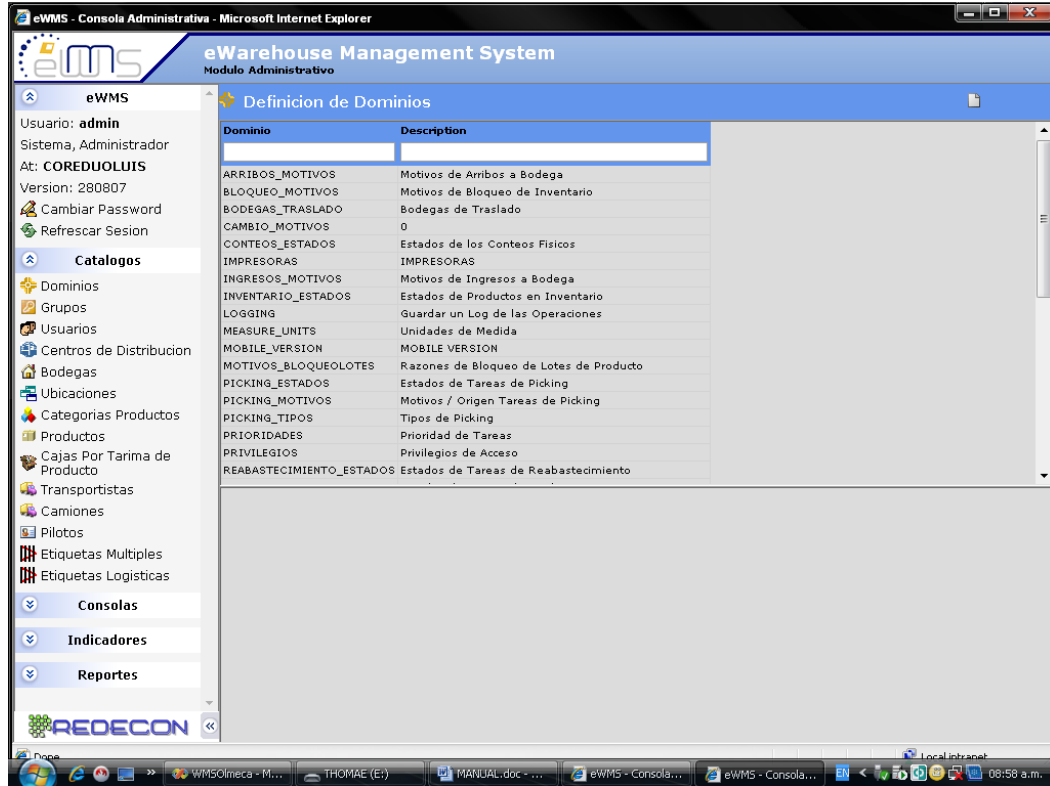 eWMS - Consola Administrativa - Microsoft Internet Explorer
eWMS
eWarehouse Management System
Modulo Administrativo
eWMS
Usuario: admin
Sistema, Administrador
At: COREDUOLUIS
Version: 280807
Cambiar Password
Refrescar Sesion
Catalogos
Dominios
Grupos
Usuarios
Centros de Distribucion
Bodegas
Ubicaciones
Categorias Productos
Productos
Cajas Por Tarima de
Producto
Transportistas
Camiones
Pilotos
Etiquetas Multiples
Etiquetas Logisticas
Consolas
Indicadores
Reportes
REDECON
Definicion de Dominios
Dominio Description
ARRIBOS_MOTIVOS Motivos de Arribos a Bodega
BLOQUEO_MOTIVOS Motivos de Bloqueo de Inventario
BODEGAS_TRASLADO Bodegas de Traslado
CAMBIO_MOTIVOS 0
CONTEOS_ESTADOS Estados de los Conteos Fisicos
IMPRESORAS IMPRESORAS
INGRESOS_MOTIVOS Motivos de Ingresos a Bodega
INVENTARIO_ESTADOS Estados de Productos en Inventario
LOGGING Guardar un Log de las Operaciones
MEASURE_UNITS Unidades de Medida
MOBILE_VERSION MOBILE VERSION
MOTIVOS_BLOQUEOLOTES Razones de Bloqueo de Lotes de Producto
PICKING_ESTADOS Estados de Tareas de Picking
PICKING_MOTIVOS Motivos / Origen Tareas de Picking
PICKING_TIPOS Tipos de Picking
PRIORIDADES Prioridad de Tareas
PRIVILEGIOS Privilegios de Acceso
REABASTECIMIENTO_ESTADOS Estados de Tareas de Reabastecimiento
Done Local intranet
WMSOlmeca - M... THOMAE (E:) MANUAL.doc - ... eWMS - Consola... eWMS - Consola... EN 08:58 a.m.